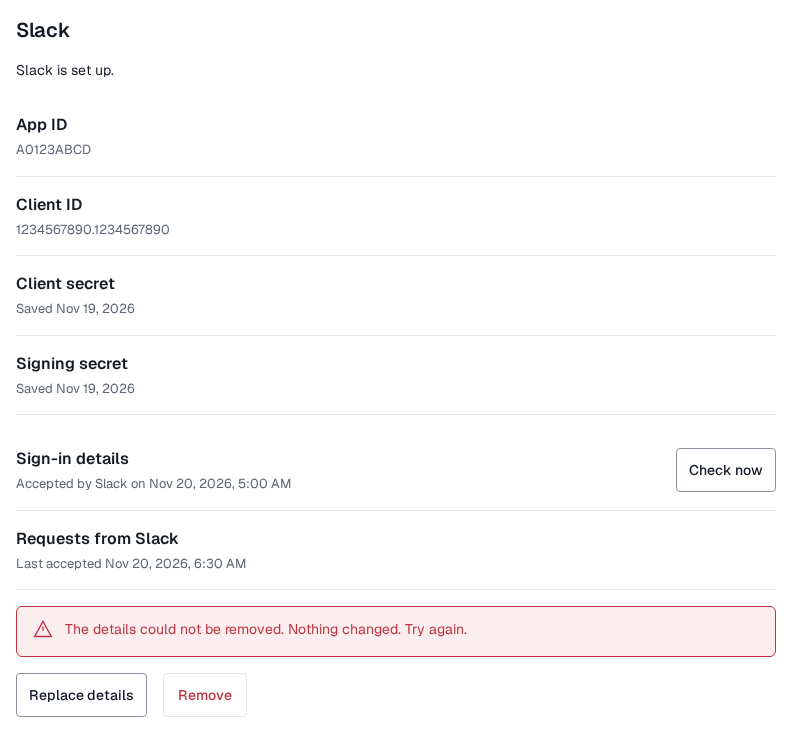 Slack
Slack is set up.
App ID
A0123ABCD
Client ID
1234567890.1234567890
Client secret
Saved Nov 19, 2026
Signing secret
Saved Nov 19, 2026
Sign-in details
Accepted by Slack on Nov 20, 2026, 5:00 AM
Check now
Requests from Slack
Last accepted Nov 20, 2026, 6:30 AM
The details could not be removed. Nothing changed. Try again.
Replace details
Remove